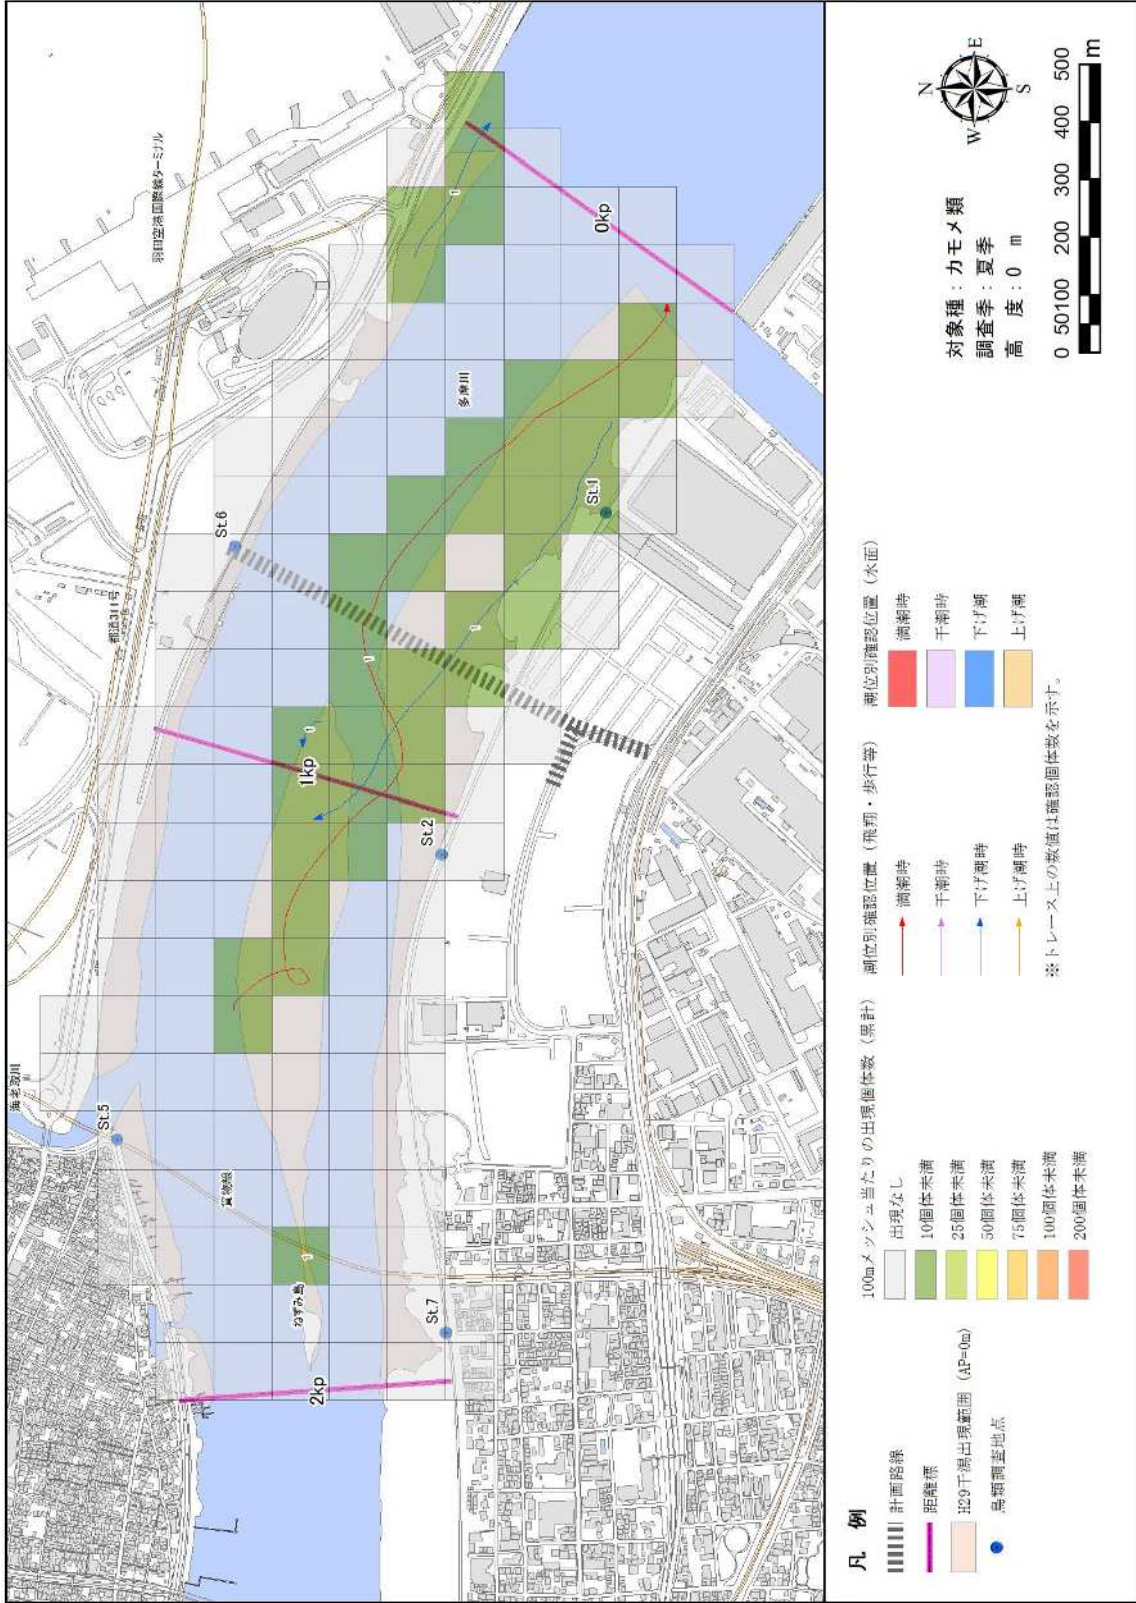 羽田空港国際線ターミナル
海老取川
都道311号
St.5
St.6
貨物線
多摩川
ねずみ島
St.7
St.2
St.1
2kp
1kp
0kp
1
1
1
1
1
凡 例
計画路線
距離標
H29干潟出現範囲 (AP=0m)
鳥類調査地点
100mメッシュ当たりの出現個体数 (累計)
出現なし
10個体未満
25個体未満
50個体未満
75個体未満
100個体未満
200個体未満
潮位別確認位置 (飛翔・歩行等)
満潮時
干潮時
下げ潮時
上げ潮時
潮位別確認位置 (水面)
満潮時
干潮時
下げ潮
上げ潮
※トレース上の数値は確認個体数を示す。
対象種:カモメ類
調査季:夏季
高 度:0 m
N
E
S
W
0 50100 200 300 400 500
m